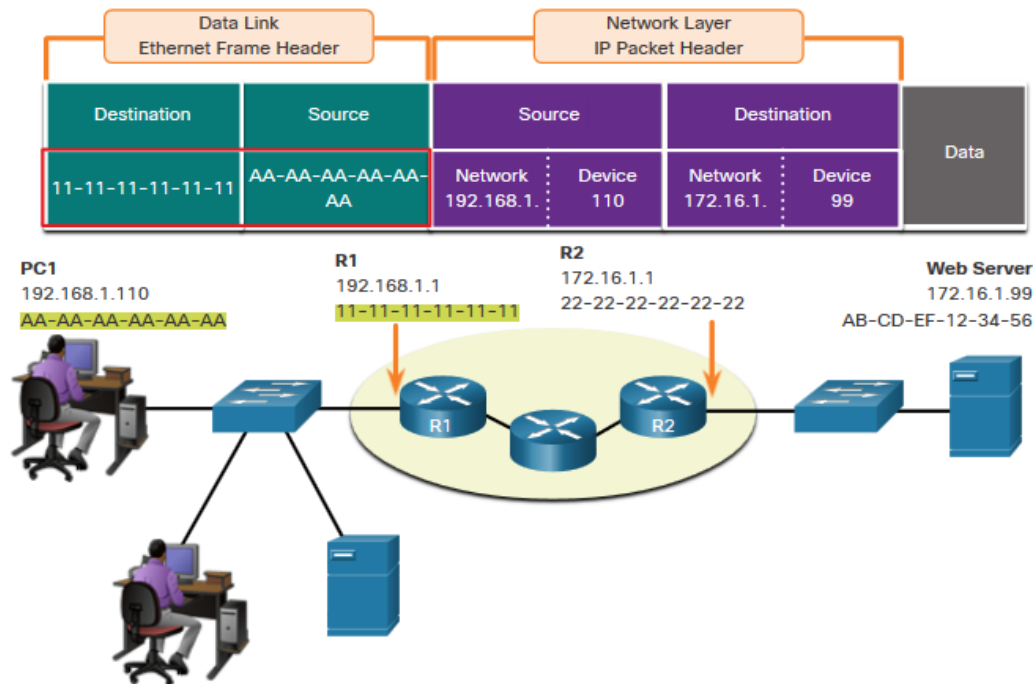 Data Link
Ethernet Frame Header
Network Layer
IP Packet Header
Destination
Source
Source
Destination
Data
11-11-11-11-11-11
AA-AA-AA-AA-AA-
AA
Network
192.168.1.
Device
110
Network
172.16.1.
Device
99
PC1
192.168.1.110
AA-AA-AA-AA-AA-AA
R1
192.168.1.1
11-11-11-11-11-11
R2
172.16.1.1
22-22-22-22-22-22
Web Server
172.16.1.99
AB-CD-EF-12-34-56
R1
R2